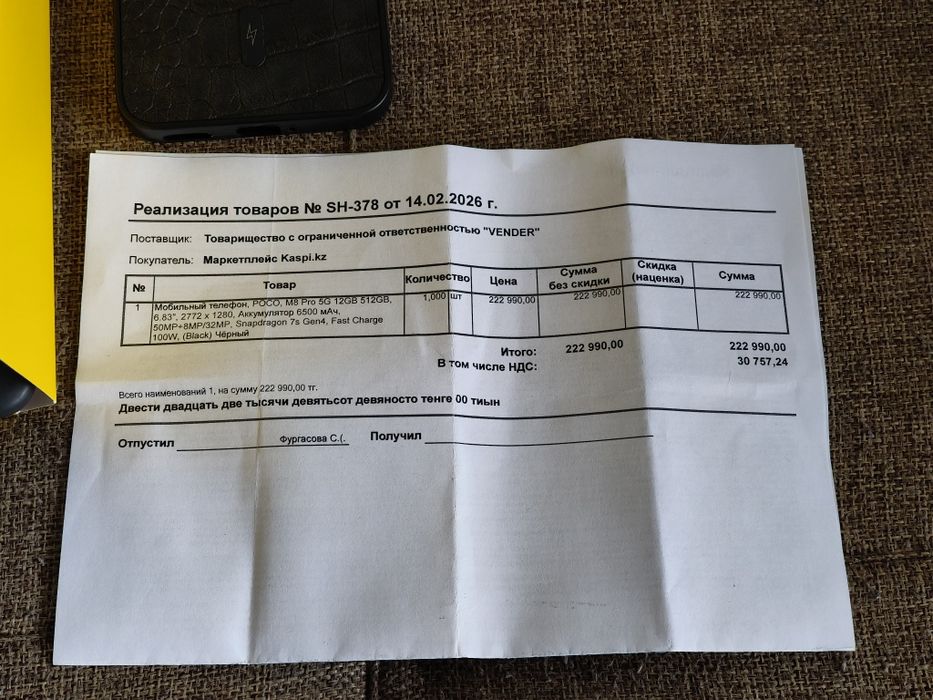 Реализация товаров № SH-378 от 14.02.2026 г.
Поставщик: Товарищество с ограниченной ответственностью "VENDER"
Покупатель: Маркетплейс Kaspi.kz
№ Товар Количество Цена Сумма без скидки Скидка (наценка) Сумма
1 Мобильный телефон, POCO, M8 Pro 5G 12GB 512GB, 1,000 шт 222 990,00 222 990,00 222 990,00
6.83", 2772 x 1280, Аккумулятор 6500 мАч,
50MP+8MP/32MP, Snapdragon 7s Gen4, Fast Charge
100W, (Black) Чёрный
Итого: 222 990,00 222 990,00
В том числе НДС: 30 757,24
Всего наименований 1, на сумму 222 990,00 тг.
Двести двадцать две тысячи девятьсот девяносто тенге 00 тиын
Отпустил Фургасова С.(. Получил